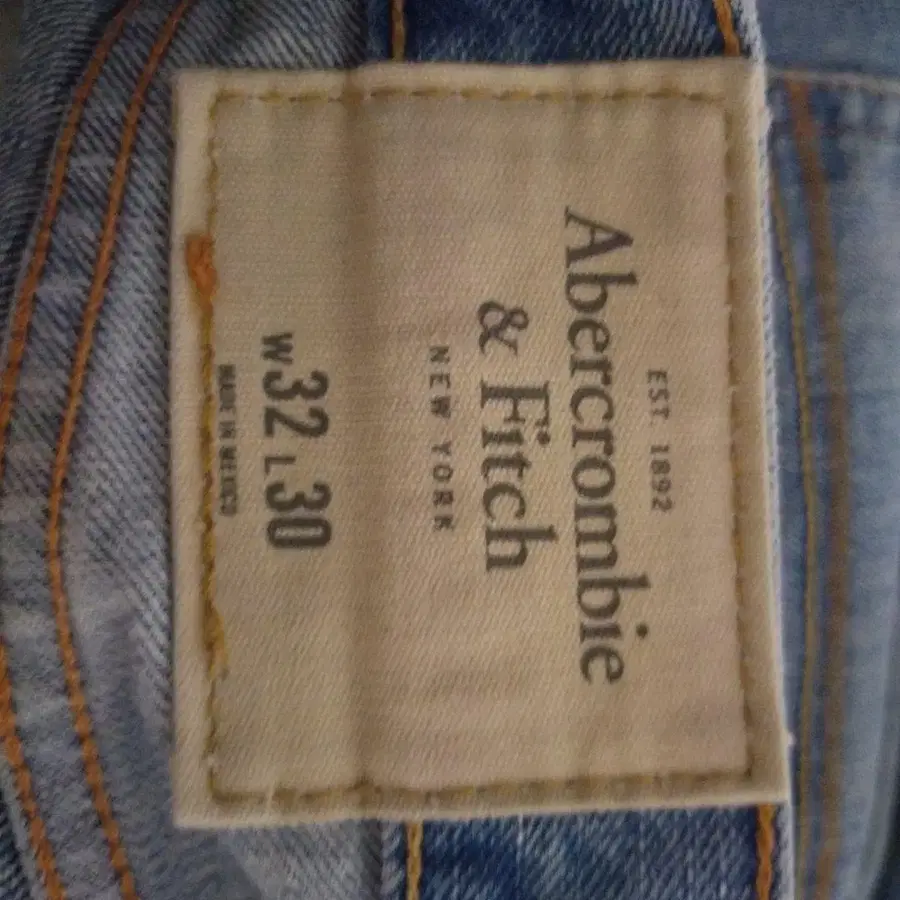 EST. 1892
Abercrombie
& Fitch
NEW YORK
W32 L30
MADE IN MEXICO